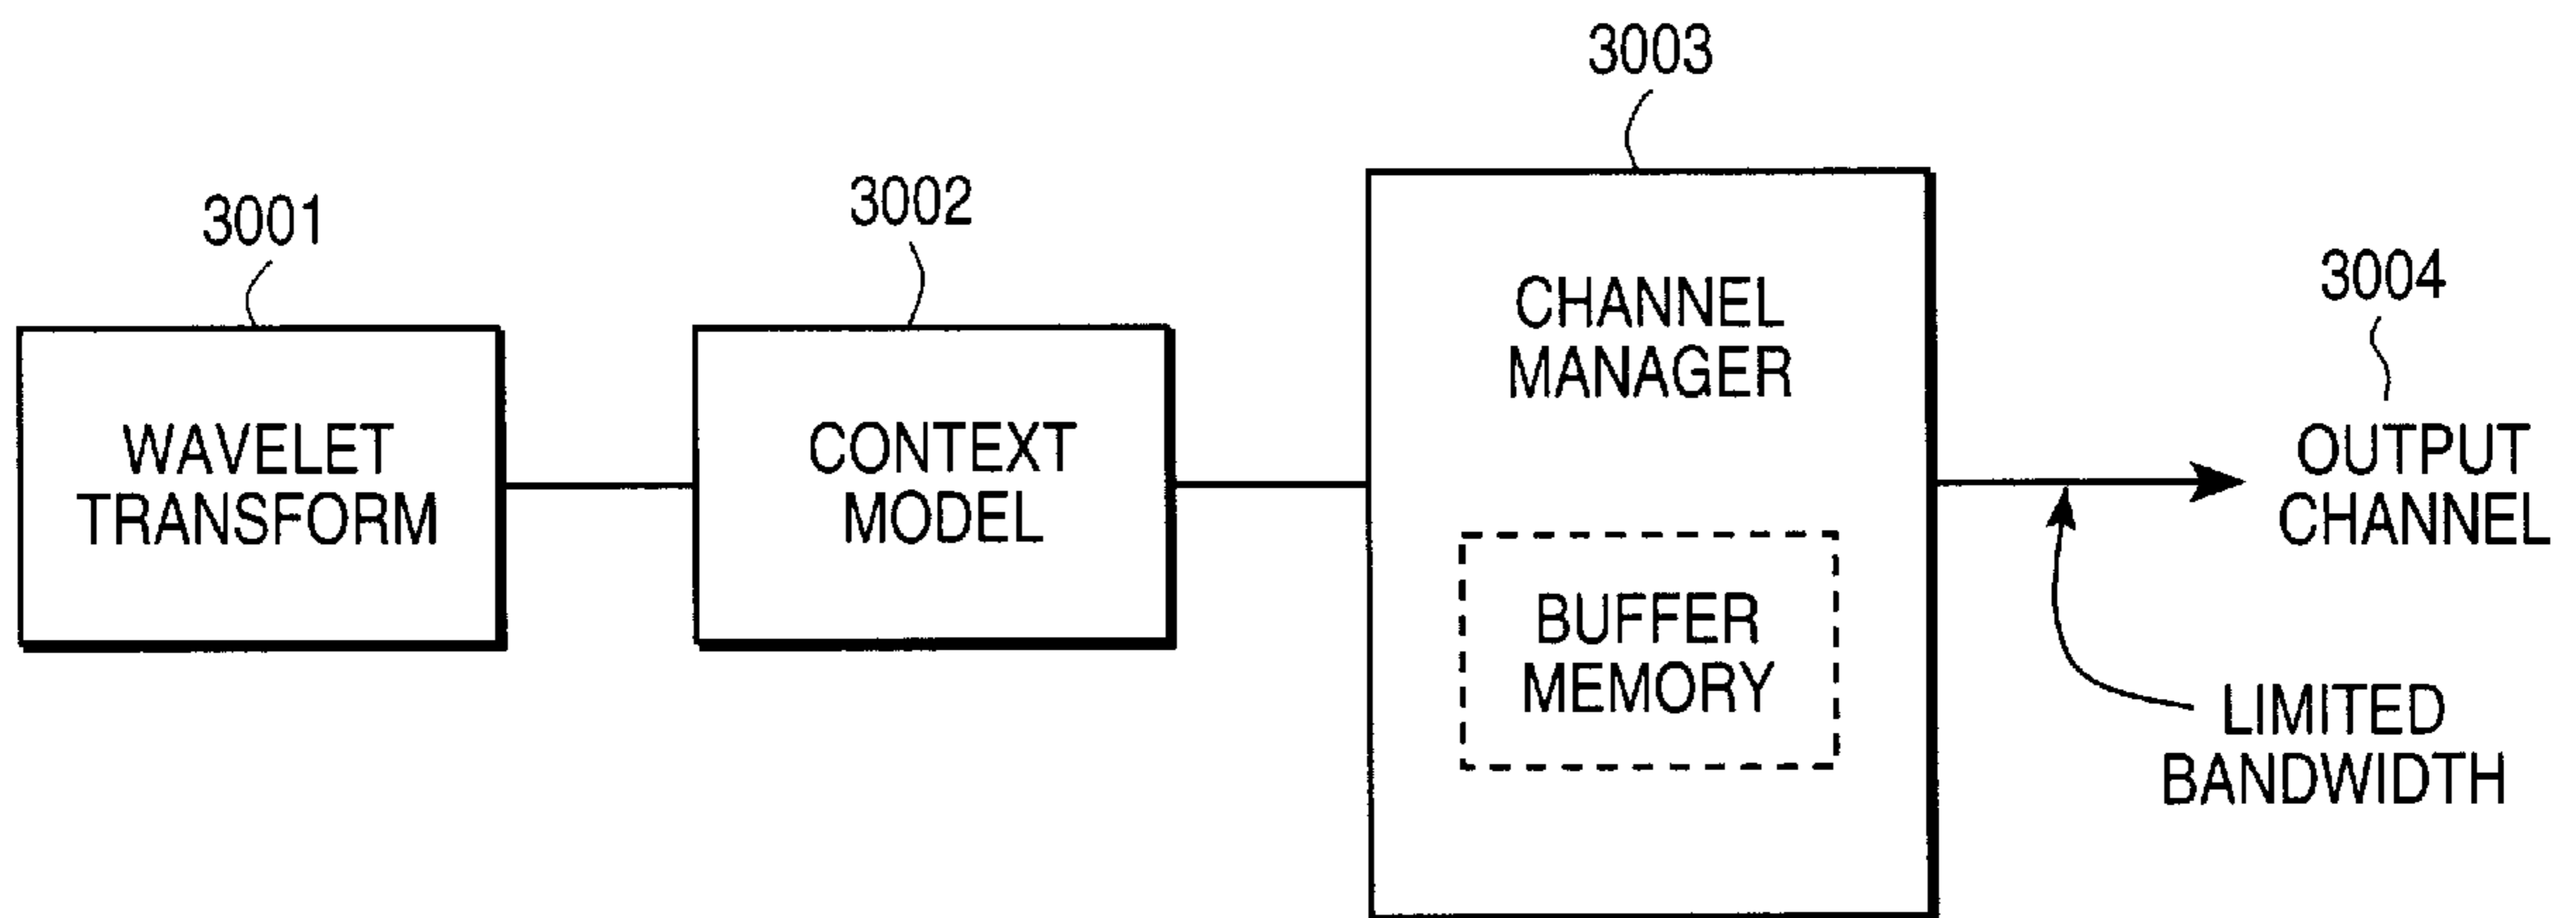 3001
WAVELET
TRANSFORM
3002
CONTEXT
MODEL
3003
CHANNEL
MANAGER
BUFFER
MEMORY
3004
OUTPUT
CHANNEL
LIMITED
BANDWIDTH